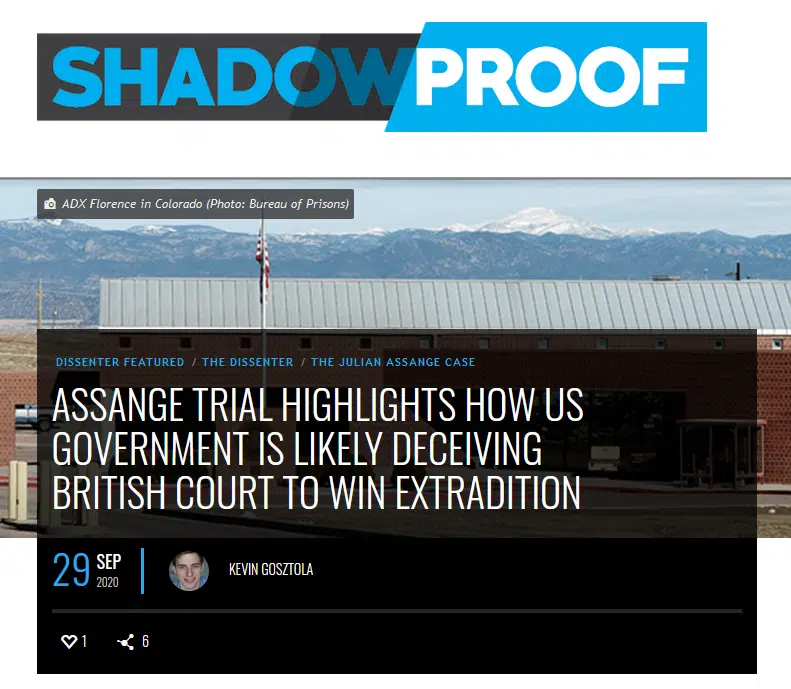 SHADOWPROOF
ADX Florence in Colorado (Photo: Bureau of Prisons)
DISSENTER FEATURED / THE DISSENTER / THE JULIAN ASSANGE CASE
ASSANGE TRIAL HIGHLIGHTS HOW US
GOVERNMENT IS LIKELY DECEIVING
BRITISH COURT TO WIN EXTRADITION
29 SEP
2020
KEVIN GOSZTOLA
1 6